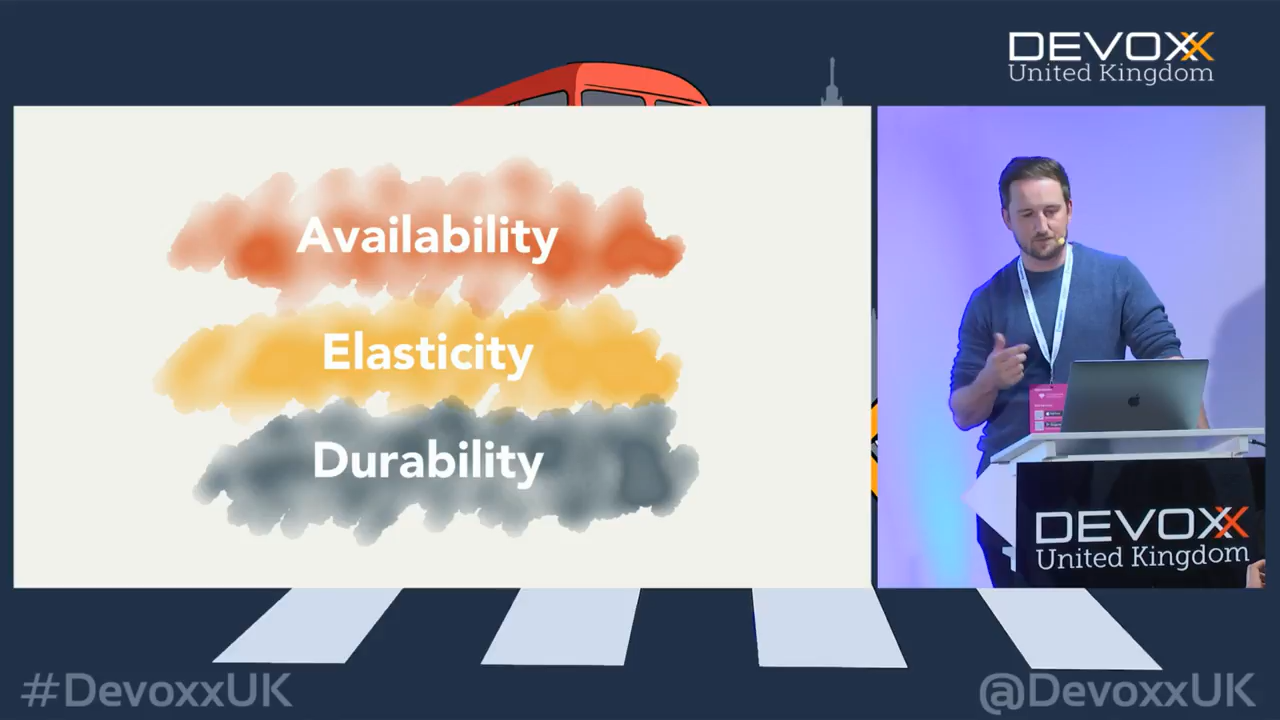 DEVOXX
United Kingdom
Availability
Elasticity
Durability
DEVOXX
United Kingdom
#DevoxxUK
@DevoxxUK